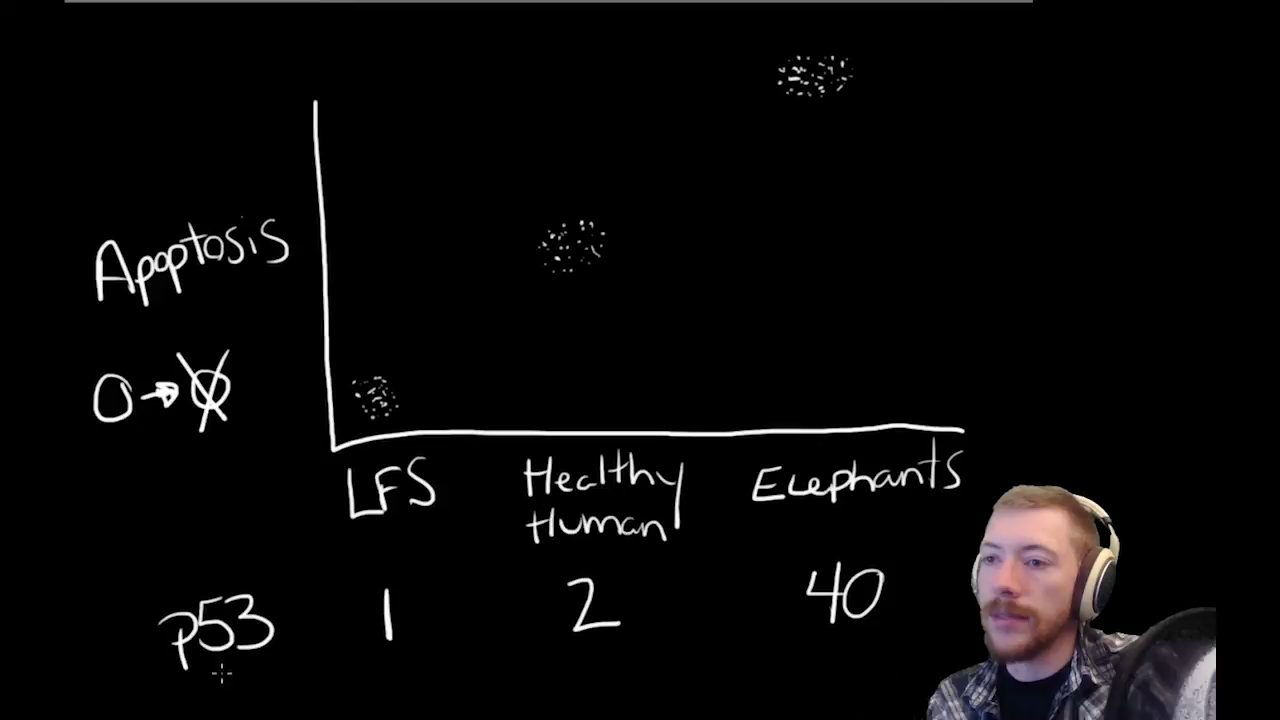 Apoptosis
O → 
LFS
Healthy
Human
Elephants
p53 1 2 40